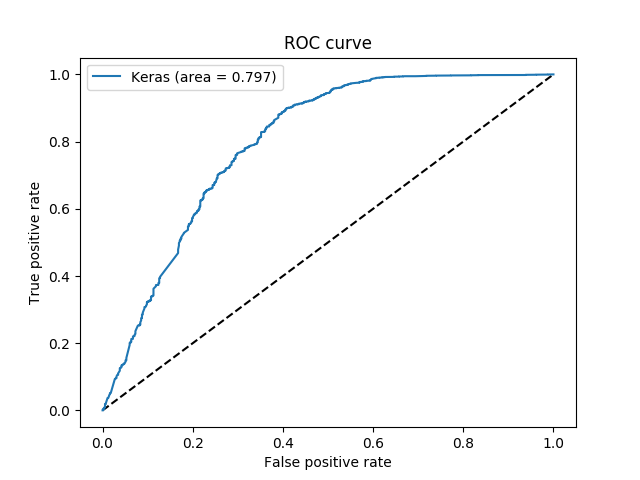 ROC curve
Keras (area = 0.797)
1.0
0.8
0.6
0.4
0.2
0.0
True positive rate
0.0 0.2 0.4 0.6 0.8 1.0
False positive rate